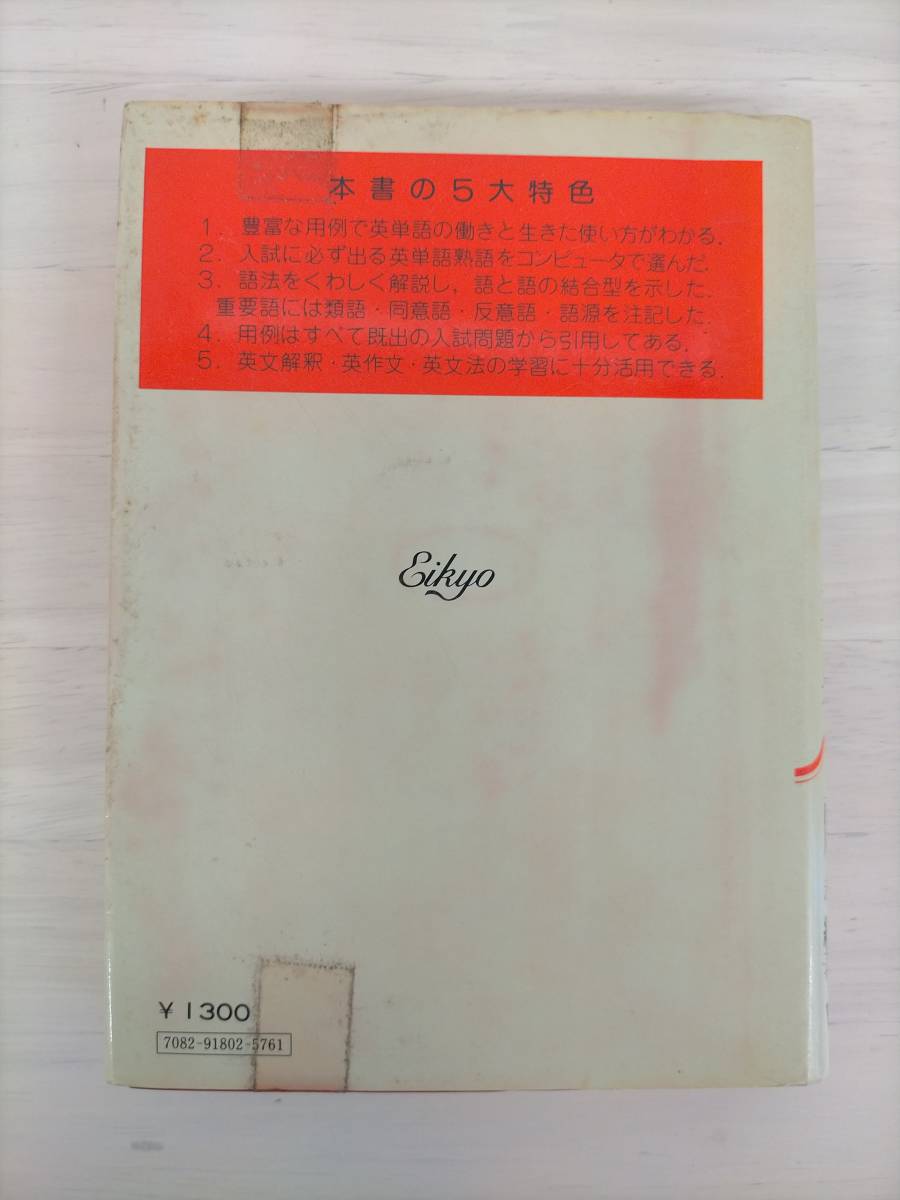 本書の5大特色
1. 豊富な用例で英単語の働きと生きた使い方がわかる.
2. 入試に必ず出る英単語熟語をコンピュータで選んだ.
3. 語法をくわしく解説し, 語と語の結合型を示した.
重要語には類語・同意語・反意語・語源を注記した.
4. 用例はすべて既出の入試問題から引用してある.
5. 英文解釈・英作文・英文法の学習に十分活用できる.
Eikyo
¥1300
7082-91802-5761